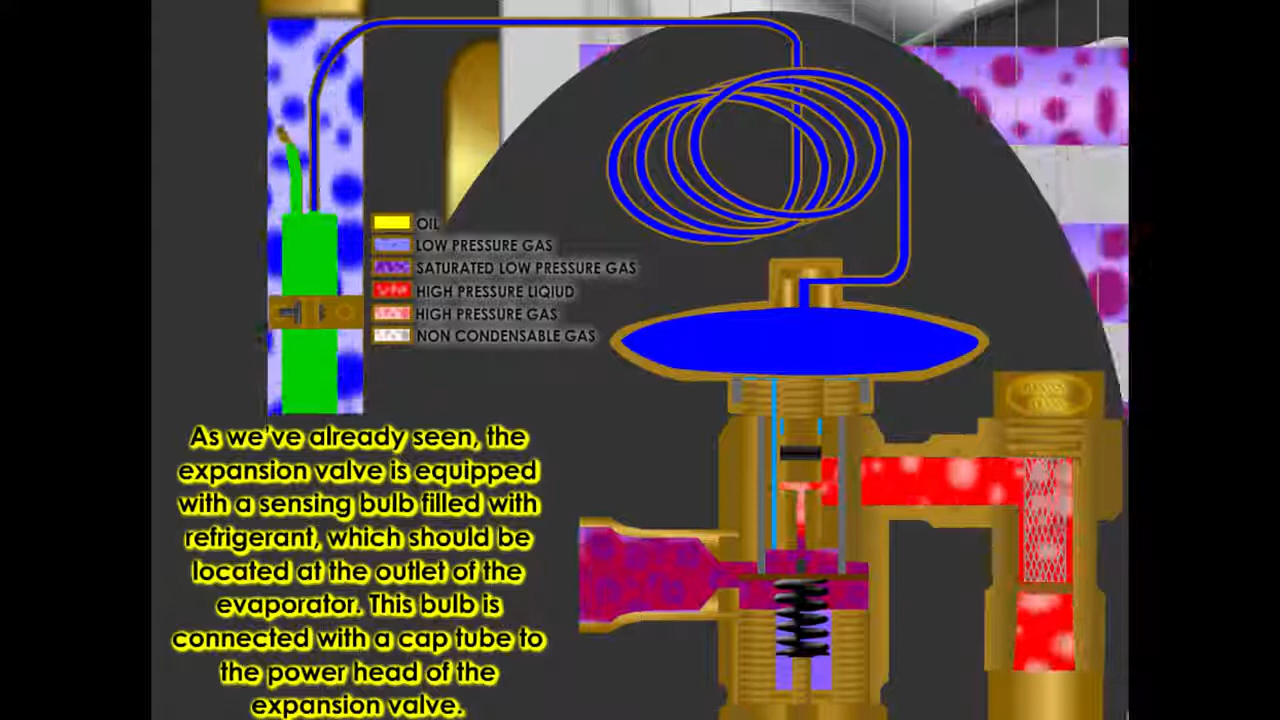 OIL
LOW PRESSURE GAS
SATURATED LOW PRESSURE GAS
HIGH PRESSURE LIQIUD
HIGH PRESSURE GAS
NON CONDENSABLE GAS
As we've already seen, the
expansion valve is equipped
with a sensing bulb filled with
refrigerant, which should be
located at the outlet of the
evaporator. This bulb is
connected with a cap tube to
the power head of the
expansion valve.